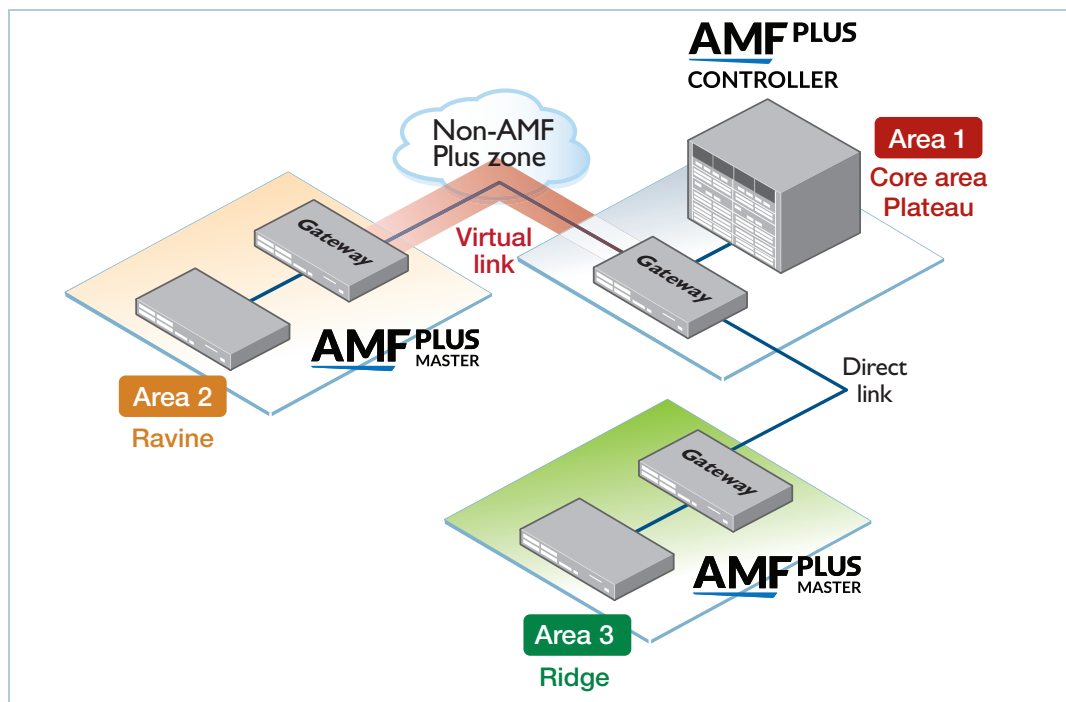 AMF PLUS
CONTROLLER
Non-AMF
Plus zone
Area 1
Core area
Plateau
Gateway
Virtual
link
Gateway
AMF PLUS
MASTER
Direct
link
Area 2
Ravine
Gateway
AMF PLUS
MASTER
Area 3
Ridge